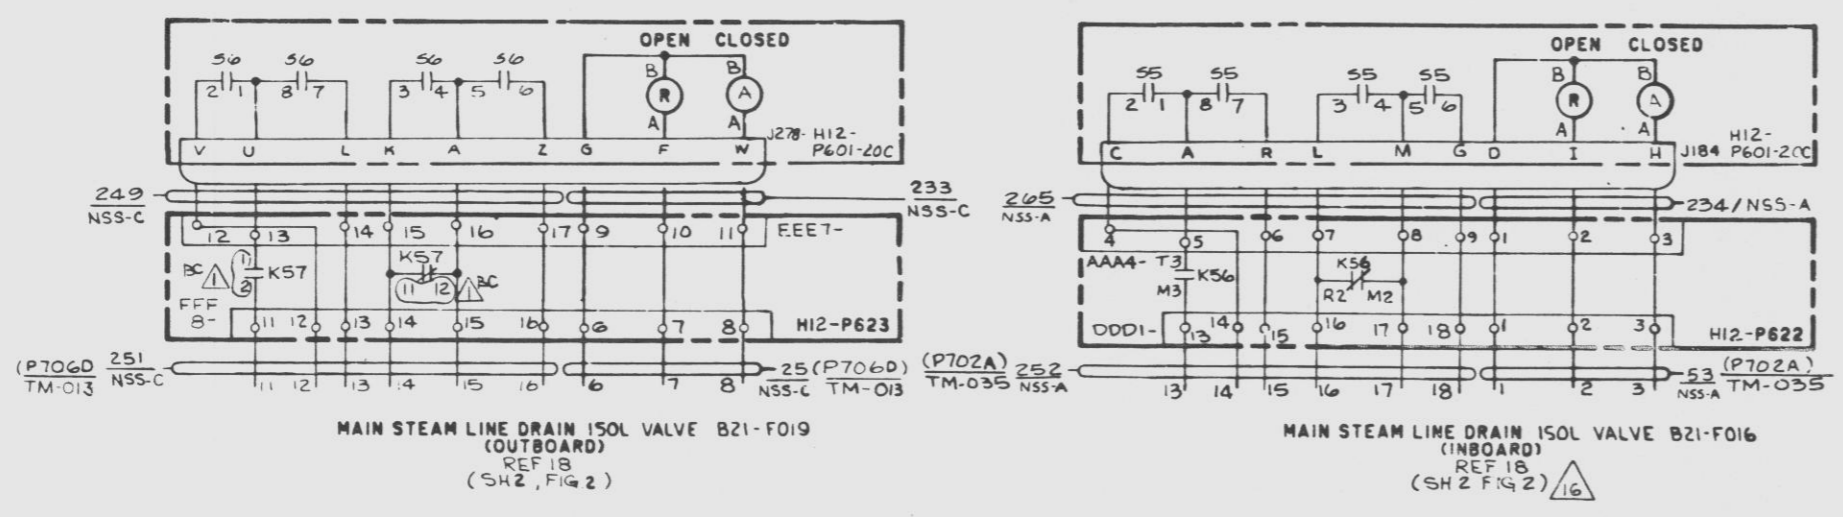 OPEN CLOSED
S6 S6 S6 S6
B B
2 1 8 7 3 4 5 6
R A
A A
J278- H12-
P601-20C
V U L K A Z G F W
249
NSS-C
233
NSS-C
12 13 14 15 16 17 9 10 11 EEE7-
K57
BC 1 1 2 K57
11 12 1 BC
FFF
8-
11 12 13 14 15 16 6 7 8 H12-P623
(P706D
TM-013
251
NSS-C
25
NSS-C
(P706D)
TM-013
11 12 13 14 15 16 6 7 8
MAIN STEAM LINE DRAIN ISOL VALVE B21-F019
(OUTBOARD)
REF 18
(SH2, FIG.2)
OPEN CLOSED
S5 S5 S5 S5
B B
2 1 8 7 3 4 5 6
R A
A A
H12-
J184 P601-20C
C A R L M G D I H
265
NSS-A
234/NSS-A
4 5 6 7 8 9 1 2 3
AAA4- T3
K56
M3
K56
R2 M2
DDD1-
13 14 15 16 17 18 1 2 3
H12-P622
(P702A)
TM-035
252
NSS-A
53
NSS-A
(P702A)
TM-035
13 14 15 16 17 18 1 2 3
MAIN STEAM LINE DRAIN ISOL VALVE B21-F016
(INBOARD)
REF 18
(SH 2 FIG 2) 16